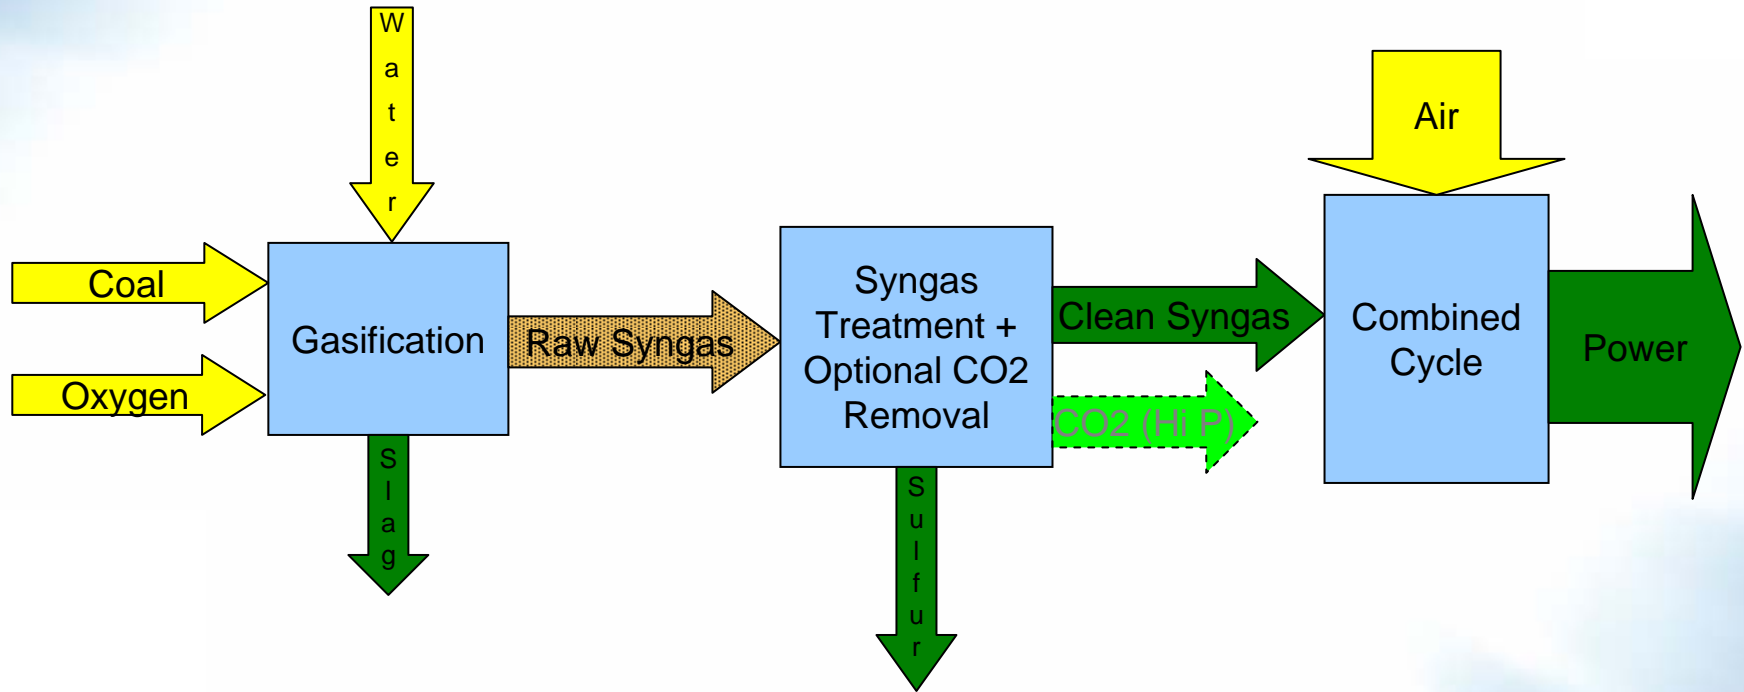 Water
Air
Coal
Oxygen
Gasification
Raw Syngas
Slag
Syngas
Treatment +
Optional CO2
Removal
Clean Syngas
CO2 (Hi P)
Sulfur
Combined
Cycle
Power